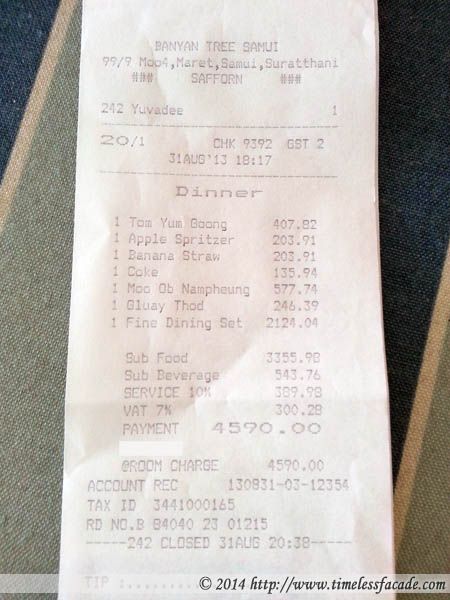 BANYAN TREE SAMUI
99/9 Moo4,Maret,Samui,Suratthani
### SAFFORN ###
242 Yuvadee 1
20/1 CHK 9392 GST 2
31AUG'13 18:17
Dinner
1 Tom Yum Goong 407.82
1 Apple Spritzer 203.91
1 Banana Straw 203.91
1 Coke 135.94
1 Moo Ob Nampheung 577.74
1 Gluay Thod 246.39
1 Fine Dining Set 2124.04
Sub Food 3355.98
Sub Beverage 543.76
SERVICE 10% 389.98
VAT 7% 300.28
PAYMENT 4590.00
@ROOM CHARGE 4590.00
ACCOUNT REC 130831-03-12354
TAX ID 3441000165
RD NO.B 84040 23 01215
-----242 CLOSED 31AUG 20:38-----
TIP :........
© 2014 http://www.timelessfacade.com